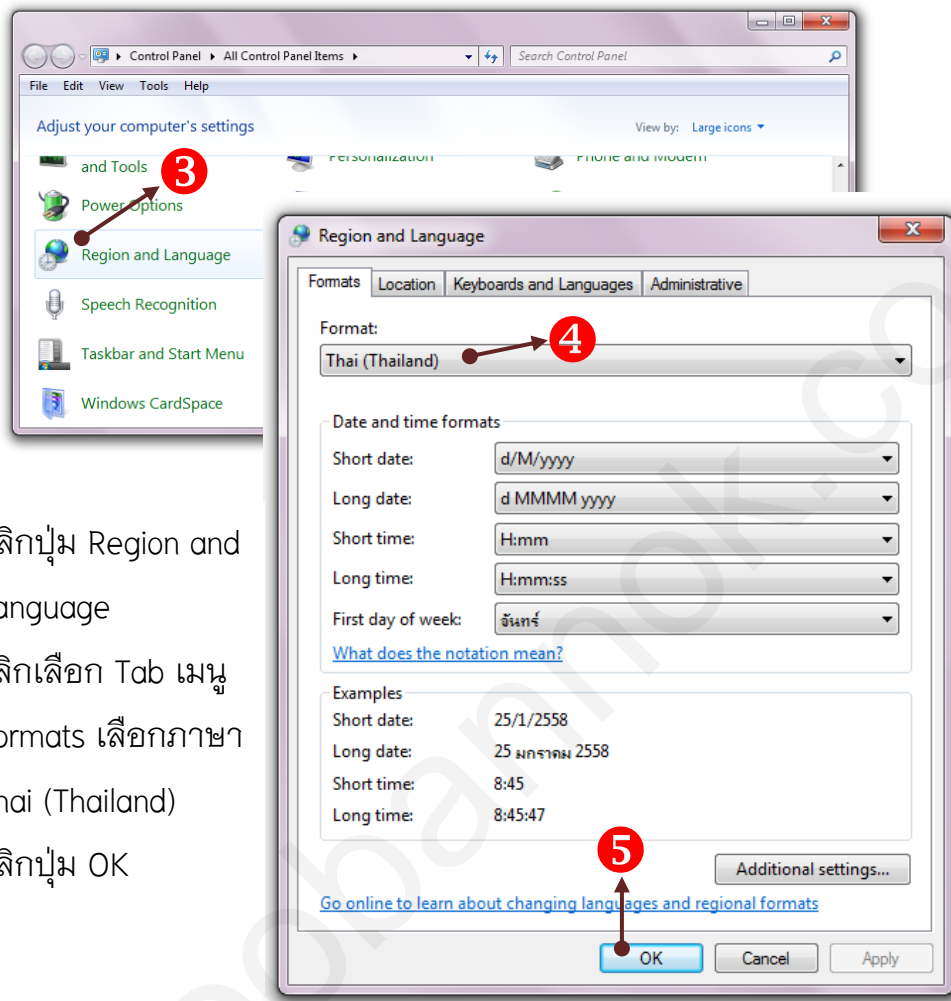 Control Panel ▸ All Control Panel Items ▸
Search Control Panel
File Edit View Tools Help
Adjust your computer's settings
View by: Large icons
and Tools
Personalization
Phone and Modem
3
Power Options
Region and Language
Speech Recognition
Taskbar and Start Menu
Windows CardSpace
Region and Language
Formats Location Keyboards and Languages Administrative
Format:
4
Thai (Thailand)
Date and time formats
Short date: d/M/yyyy
Long date: d MMMM yyyy
Short time: H:mm
Long time: H:mm:ss
First day of week: จันทร์
What does the notation mean?
Examples
Short date: 25/1/2558
Long date: 25 มกราคม 2558
Short time: 8:45
Long time: 8:45:47
5
Additional settings...
Go online to learn about changing languages and regional formats
OK Cancel Apply
ลิกปุ่ม Region and
anguage
ลิกเลือก Tab เมนู
ormats เลือกภาษา
hai (Thailand)
ลิกปุ่ม OK